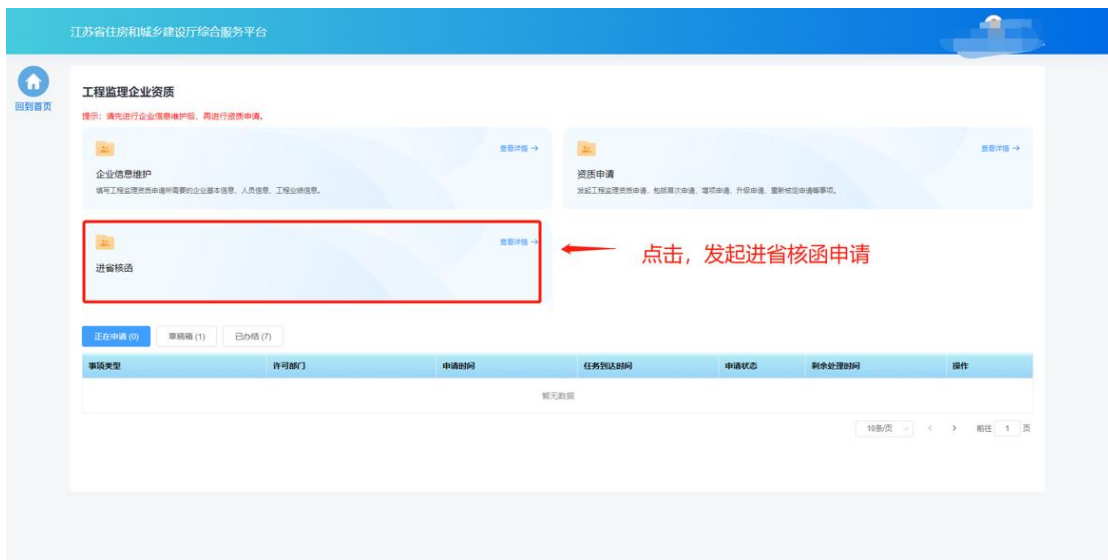 江苏省住房和城乡建设厅综合服务平台
回到首页
工程监理企业资质
提示：请先进行企业信息维护后，再进行资质申请。
查看详情 →
企业信息维护
填写工程监理资质申请所需要的企业基本信息、人员信息、工程业绩信息。
查看详情 →
资质申请
发起工程监理资质申请，包括首次申请、增项申请、升级申请、重新核定申请等事项。
查看详情 →
进省核函
点击，发起进省核函申请
正在申请 (0) 草稿箱 (1) 已办结 (7)
事项类型 许可部门 申请时间 任务到达时间 申请状态 剩余处理时间 操作
暂无数据
10条/页 < > 前往 1 页